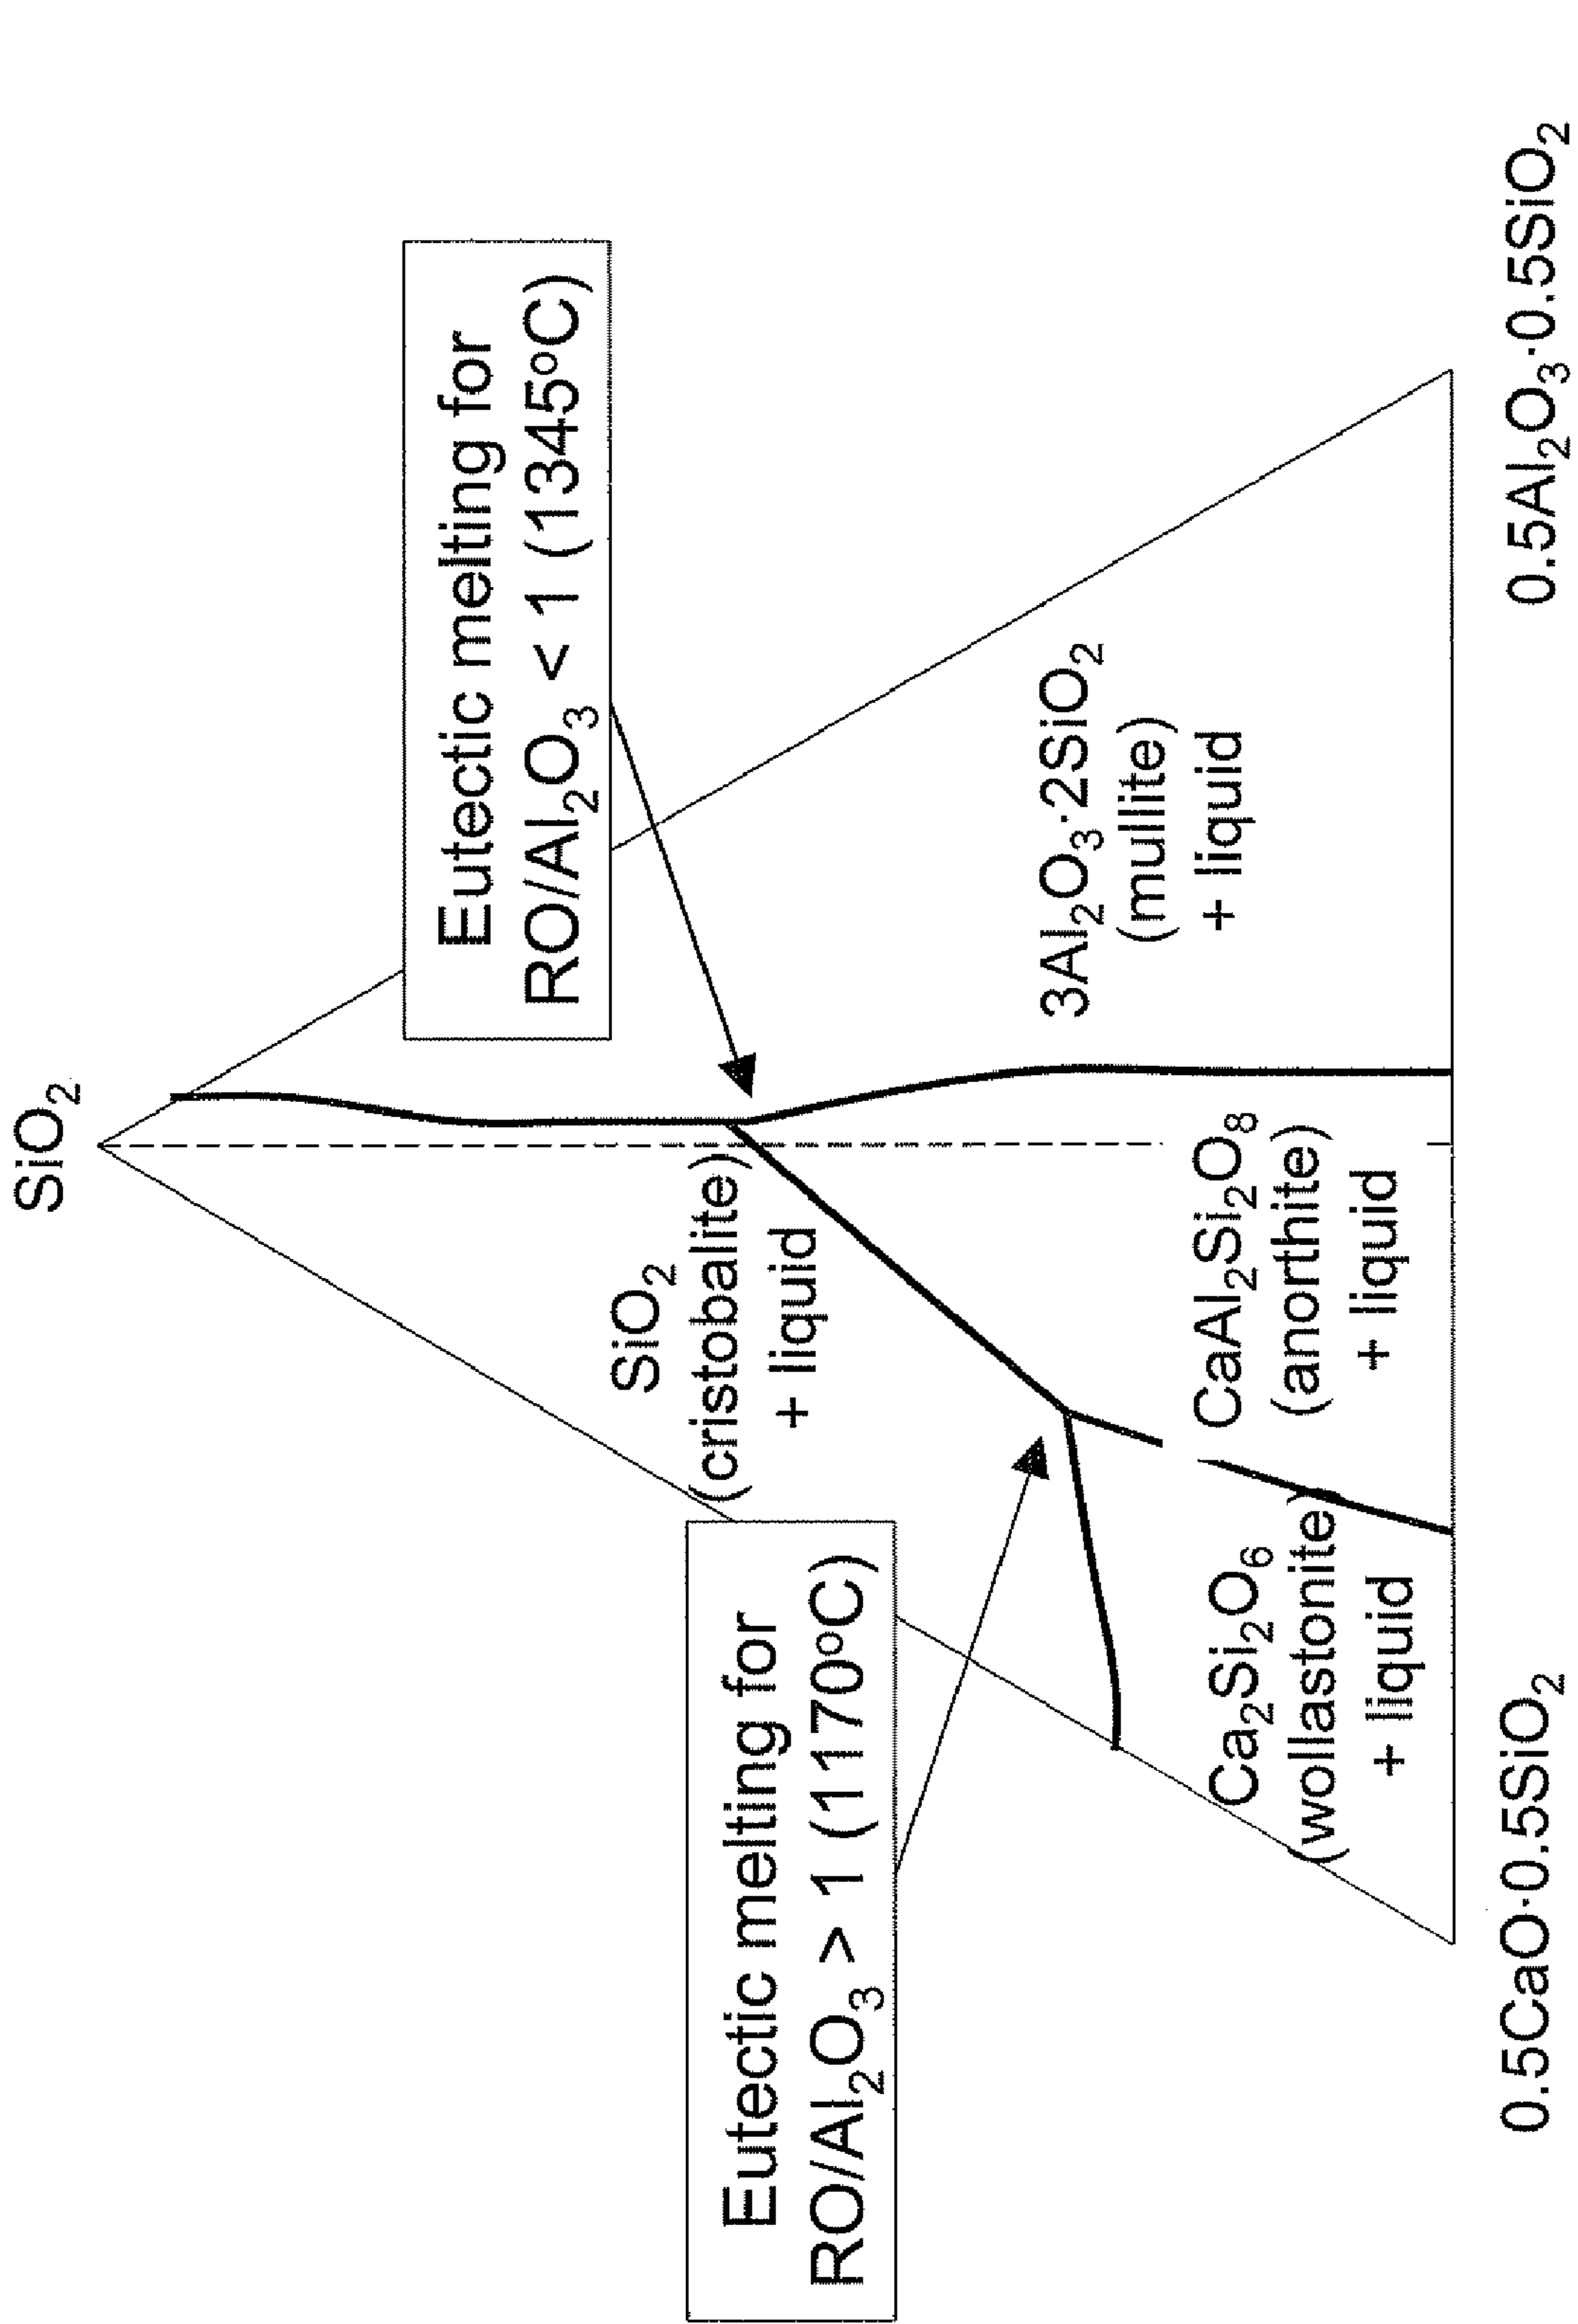 SiO₂
Eutectic melting for
RO/Al₂O₃ < 1 (1345°C)
SiO₂
(cristobalite)
+ liquid
Eutectic melting for
RO/Al₂O₃ > 1 (1170°C)
3Al₂O₃·2SiO₂
(mullite)
+ liquid
CaAl₂Si₂O₈
(anorthite)
+ liquid
Ca₂Si₂O₆
(wollastonite)
+ liquid
0.5CaO·0.5SiO₂
0.5Al₂O₃·0.5SiO₂